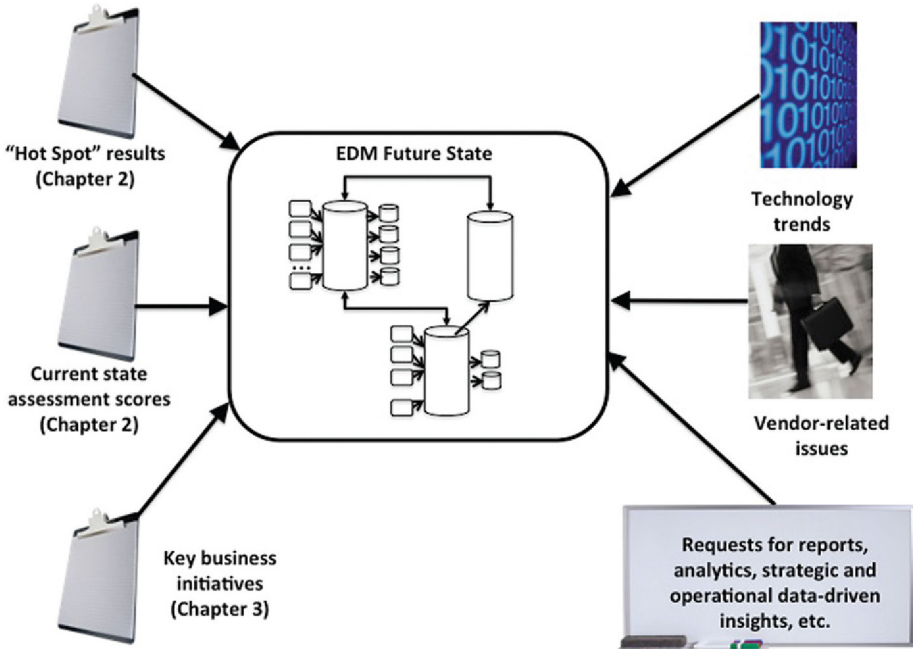 “Hot Spot” results
(Chapter 2)
Current state
assessment scores
(Chapter 2)
Key business
initiatives
(Chapter 3)
EDM Future State
...
Technology
trends
Vendor-related
issues
Requests for reports,
analytics, strategic and
operational data-driven
insights, etc.